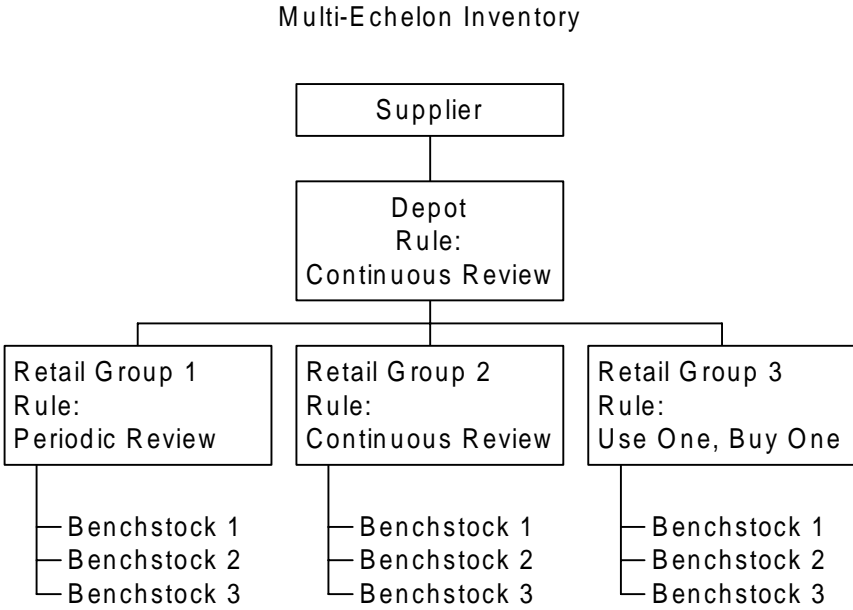 Multi-Echelon Inventory
Supplier
Depot
Rule:
Continuous Review
Retail Group 1
Rule:
Periodic Review
Retail Group 2
Rule:
Continuous Review
Retail Group 3
Rule:
Use One, Buy One
Benchstock 1
Benchstock 2
Benchstock 3
Benchstock 1
Benchstock 2
Benchstock 3
Benchstock 1
Benchstock 2
Benchstock 3